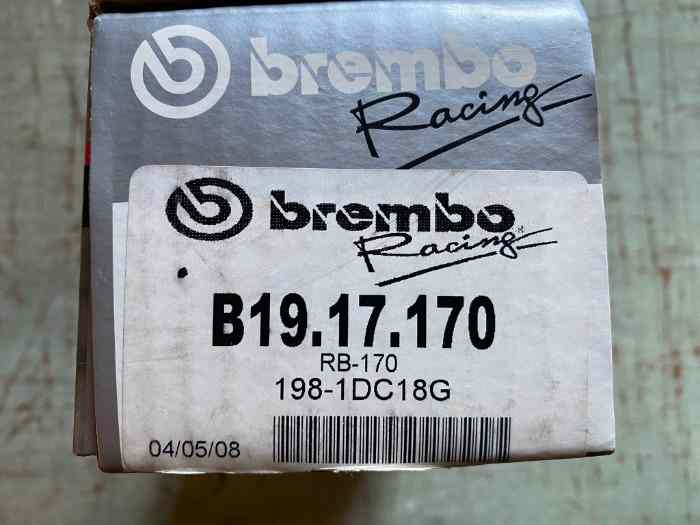 brembo
Racing
brembo
Racing
B19.17.170
RB-170
198-1DC18G
04/05/08